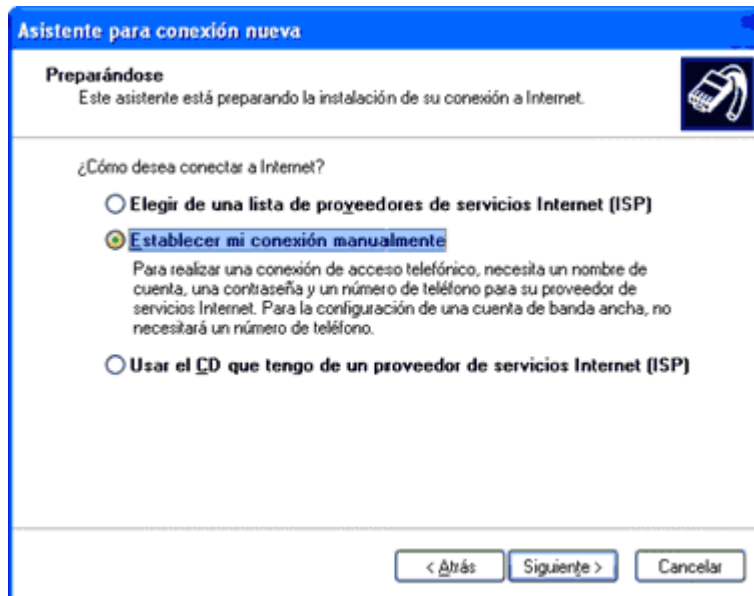 Asistente para conexión nueva
Preparándose
Este asistente está preparando la instalación de su conexión a Internet.
¿Cómo desea conectar a Internet?
Elegir de una lista de proveedores de servicios Internet (ISP)
Establecer mi conexión manualmente
Para realizar una conexión de acceso telefónico, necesita un nombre de
cuenta, una contraseña y un número de teléfono para su proveedor de
servicios Internet. Para la configuración de una cuenta de banda ancha, no
necesitará un número de teléfono.
Usar el CD que tengo de un proveedor de servicios Internet (ISP)
< Atrás Siguiente > Cancelar